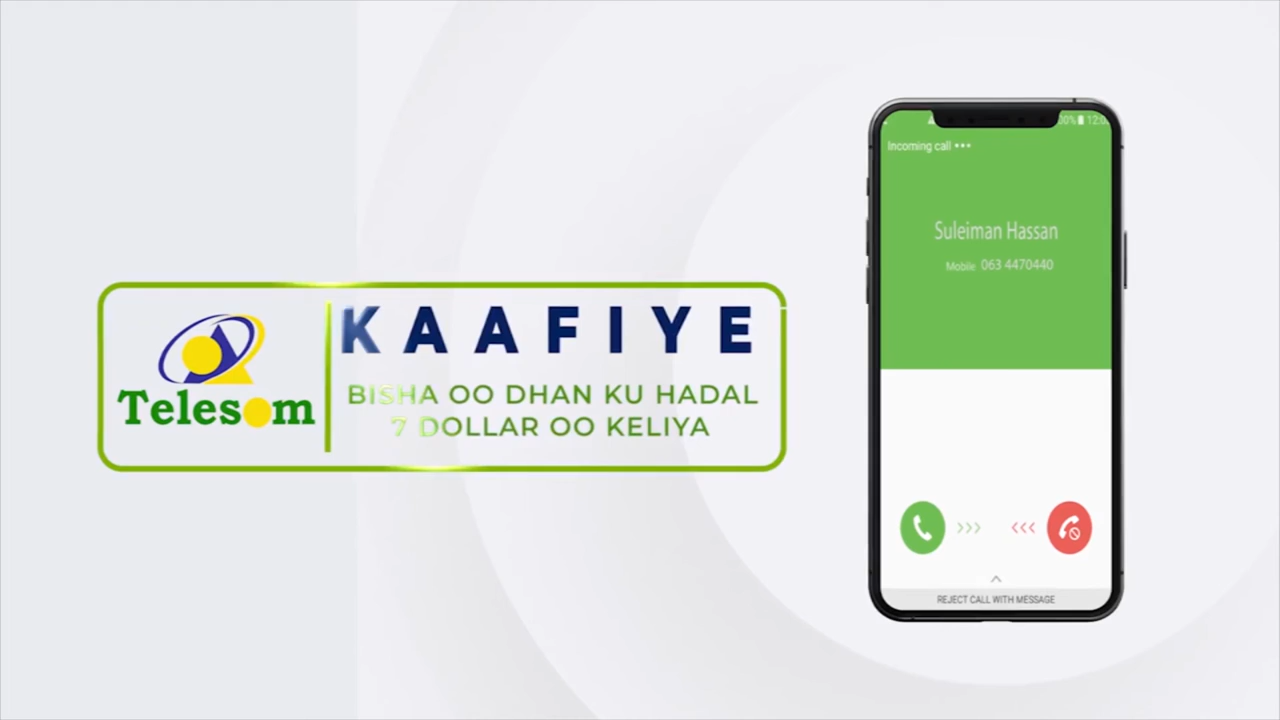 Telesom
KAAFIYE
BISHA OO DHAN KU HADAL
7 DOLLAR OO KELIYA
Incoming call •••
Suleiman Hassan
Mobile 063 4470440
REJECT CALL WITH MESSAGE